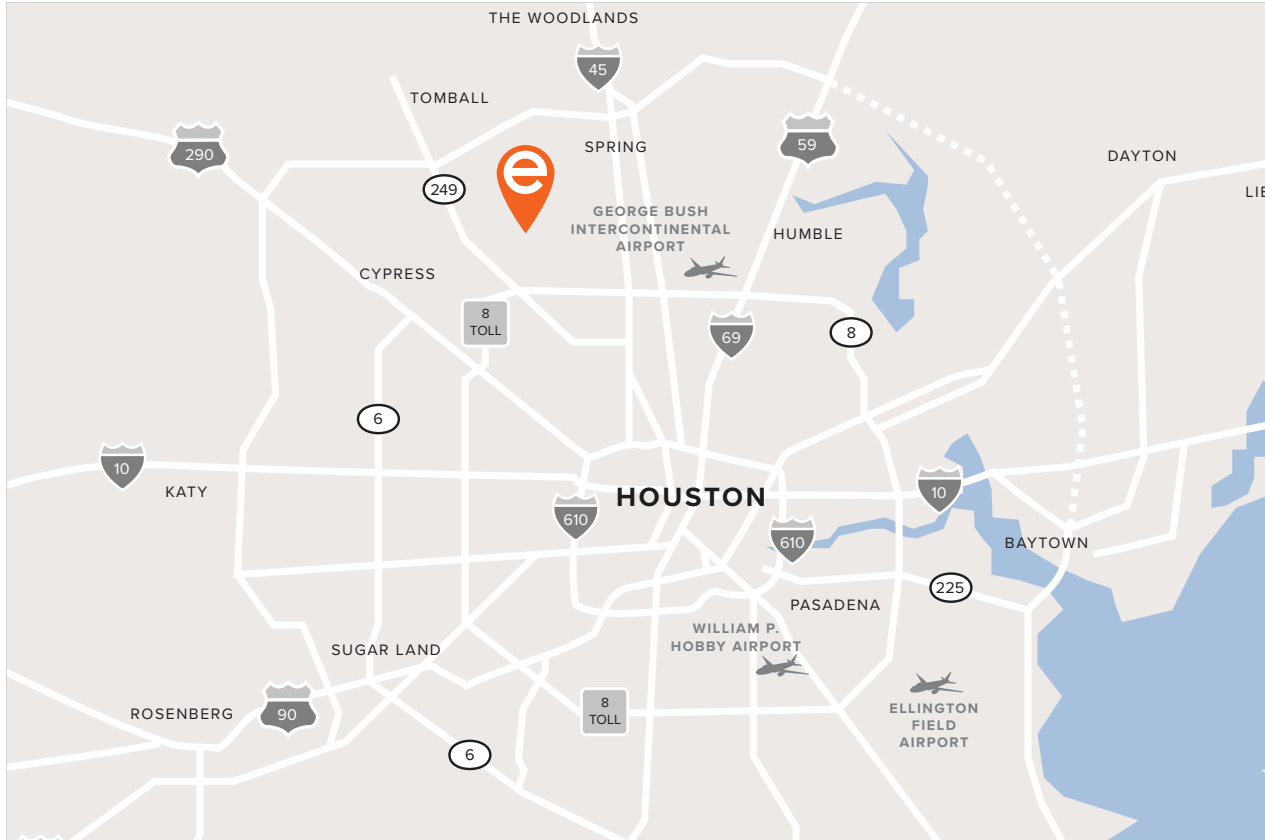 THE WOODLANDS
45
TOMBALL
290
SPRING
59
DAYTON
249
e
LIE
GEORGE BUSH
INTERCONTINENTAL
AIRPORT
HUMBLE
CYPRESS
8
TOLL
69
8
6
10
KATY
610
HOUSTON
10
610
BAYTOWN
225
PASADENA
WILLIAM P.
HOBBY AIRPORT
SUGAR LAND
ROSENBERG
90
8
TOLL
ELLINGTON
FIELD
AIRPORT
6